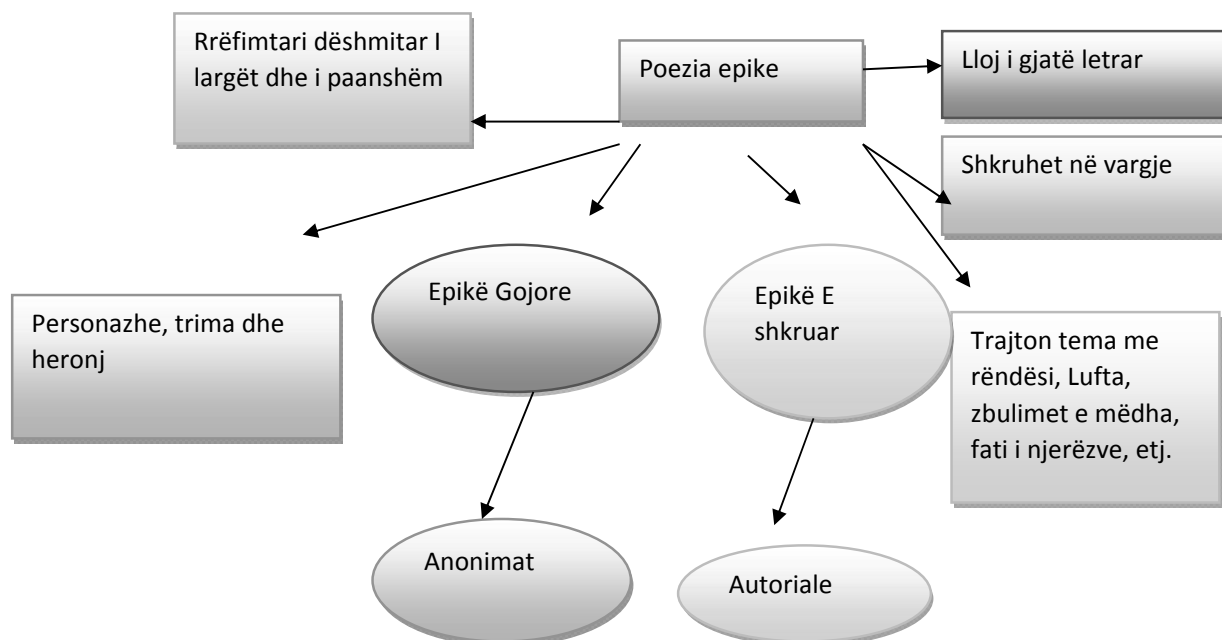 Rrëfimtari dëshmitar I
largët dhe i paanshëm
Poezia epike
Lloj i gjatë letrar
Shkruhet në vargje
Personazhe, trima dhe
heronj
Epikë Gojore
Epikë E
shkruar
Trajton tema me
rëndësi, Lufta,
zbulimet e mëdha,
fati i njerëzve, etj.
Anonimat
Autoriale